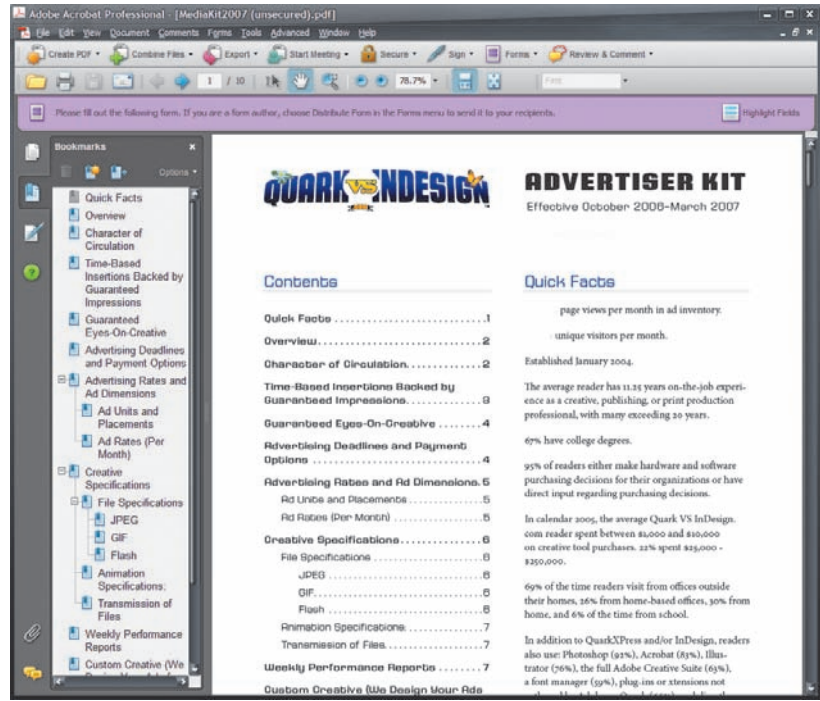 Adobe Acrobat Professional - [MediaKit2007 (unsecured).pdf]
File Edit View Document Comments Forms Tools Advanced Window Help
Create PDF Combine Files Export Start Meeting Secure Sign Forms Review & Comment
1 / 10 78.7% Find
Please fill out the following form. If you are a form author, choose Distribute Form in the Forms menu to send it to your recipients.
Highlight Fields
Bookmarks
Options
Quick Facts
Overview
Character of
Circulation
Time-Based
Insertions Backed by
Guaranteed
Impressions
Guaranteed
Eyes-On-Creative
Advertising Deadlines
and Payment Options
Advertising Rates and
Ad Dimensions
Ad Units and
Placements
Ad Rates (Per
Month)
Creative
Specifications
File Specifications
JPEG
GIF
Flash
Animation
Specifications:
Transmission of
Files
Weekly Performance
Reports
Custom Creative (We
QUARK VS INDESIGN
ADVERTISER KIT
Effective October 2006–March 2007
Contents
Quick Facts ..........................1
Overview..............................2
Character of Circulation...............2
Time-Based Insertions Backed by
Guaranteed Impressions................3
Guaranteed Eyes-On-Creative ........4
Advertising Deadlines and Payment
Options ..............................4
Advertising Rates and Ad Dimensions. 5
Ad Units and Placements ..............5
Ad Rates (Per Month) .................5
Creative Specifications................6
File Specifications ...................6
JPEG .................................6
GIF...................................6
Flash ................................6
Animation Specifications:.............7
Transmission of Files.................7
Weekly Performance Reports ........7
Custom Creative (We Design Your Ads
Quick Facts
page views per month in ad inventory.
unique visitors per month.
Established January 2004.
The average reader has 11.25 years on-the-job experi-
ence as a creative, publishing, or print production
professional, with many exceeding 20 years.
67% have college degrees.
95% of readers either make hardware and software
purchasing decisions for their organizations or have
direct input regarding purchasing decisions.
In calendar 2005, the average Quark VS InDesign.
com reader spent between $1,000 and $10,000
on creative tool purchases. 22% spent $25,000 -
$250,000.
69% of the time readers visit from offices outside
their homes, 26% from home-based offices, 30% from
home, and 6% of the time from school.
In addition to QuarkXPress and/or InDesign, readers
also use: Photoshop (92%), Acrobat (83%), Illus-
trator (76%), the full Adobe Creative Suite (63%),
a font manager (59%), plug-ins or xtensions not